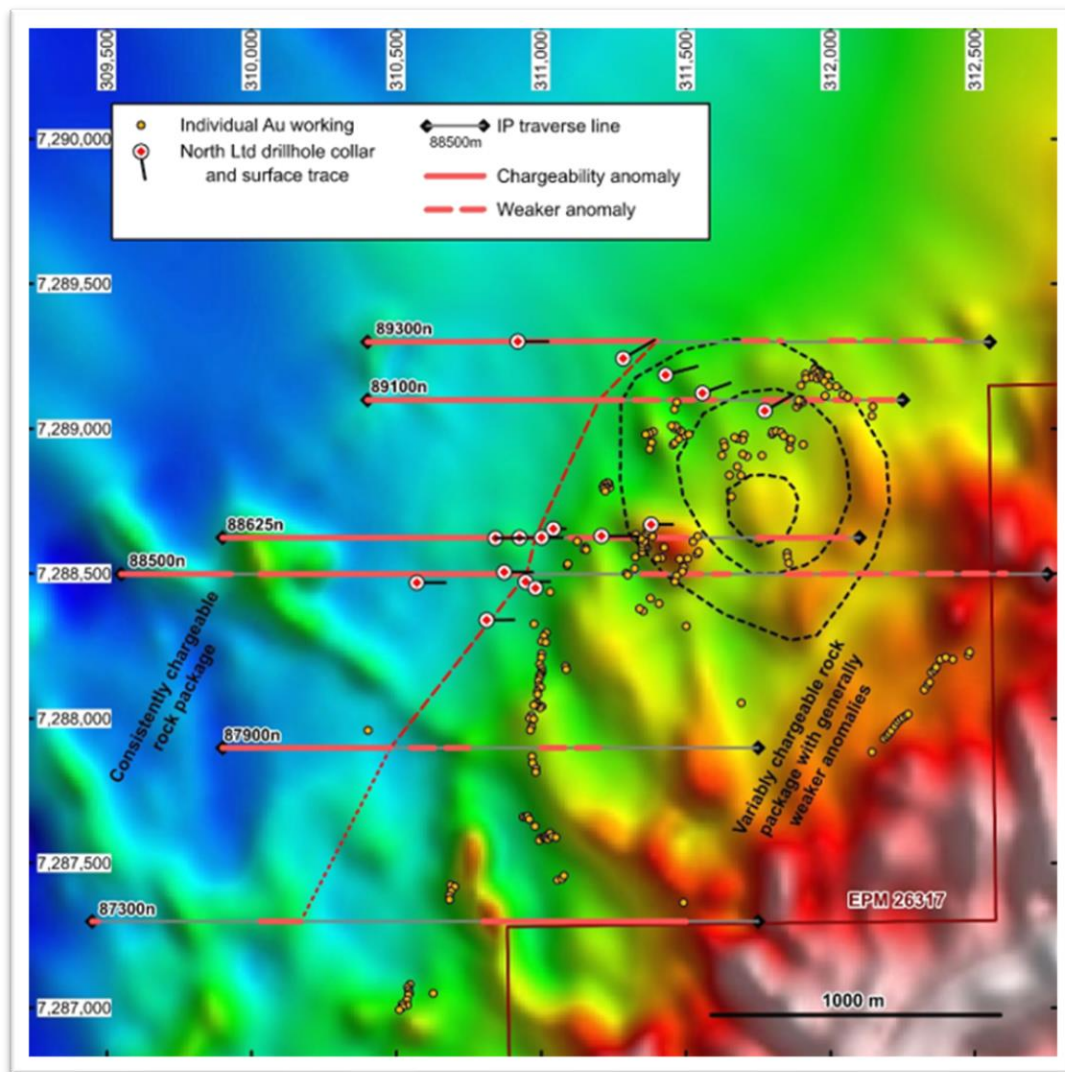 309,500
310,000
310,500
311,000
311,500
312,000
312,500
Individual Au working
North Ltd drillhole collar
and surface trace
IP traverse line
88500m
Chargeability anomaly
Weaker anomaly
7,290,000
7,289,500
89300n
89100n
7,289,000
88625n
88500n
7,288,500
Consistently chargeable
rock package
7,288,000
87900n
Variably chargeable rock
package with generally
weaker anomalies
7,287,500
87300n
EPM 26317
7,287,000
1000 m